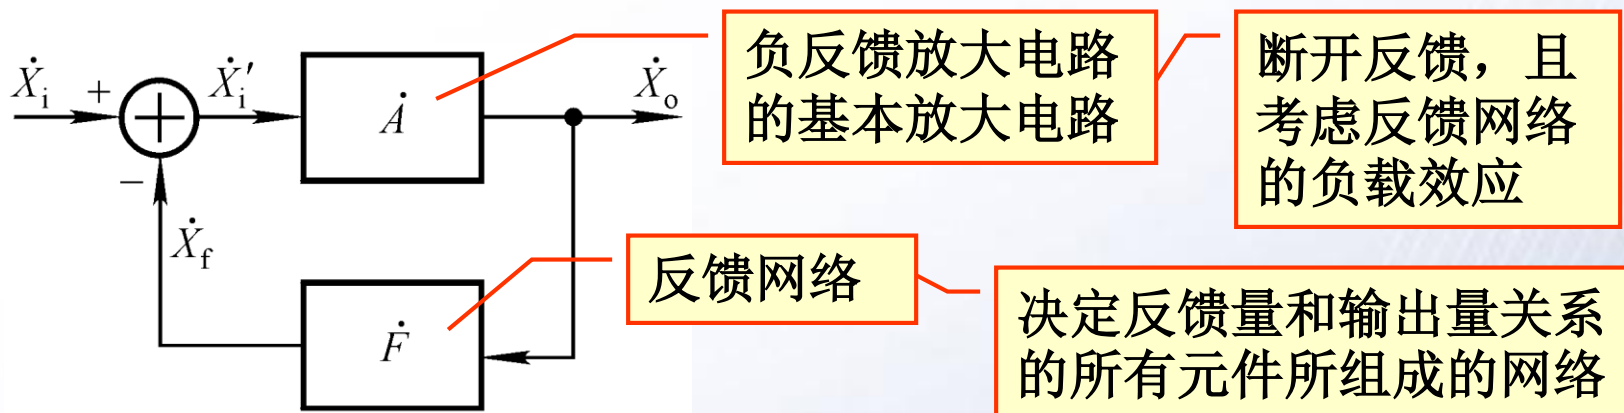 Ẋi + Ẋi′ Ȧ Ẋo
−
Ẋf
Ḟ
负反馈放大电路
的基本放大电路
断开反馈，且
考虑反馈网络
的负载效应
反馈网络
决定反馈量和输出量关系
的所有元件所组成的网络